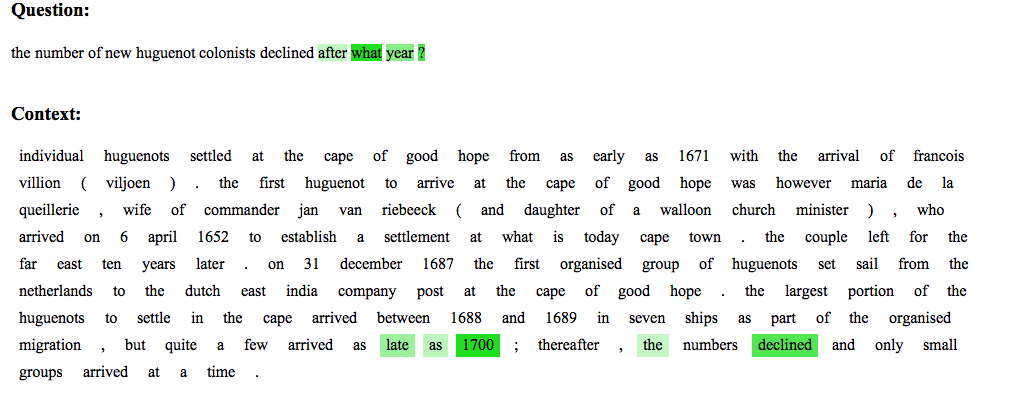 Question:
the number of new huguenot colonists declined after what year ?
Context:
individual huguenots settled at the cape of good hope from as early as 1671 with the arrival of francois
villion ( viljoen ) . the first huguenot to arrive at the cape of good hope was however maria de la
queillerie , wife of commander jan van riebeeck ( and daughter of a walloon church minister ) , who
arrived on 6 april 1652 to establish a settlement at what is today cape town . the couple left for the
far east ten years later . on 31 december 1687 the first organised group of huguenots set sail from the
netherlands to the dutch east india company post at the cape of good hope . the largest portion of the
huguenots to settle in the cape arrived between 1688 and 1689 in seven ships as part of the organised
migration , but quite a few arrived as late as 1700 ; thereafter , the numbers declined and only small
groups arrived at a time .